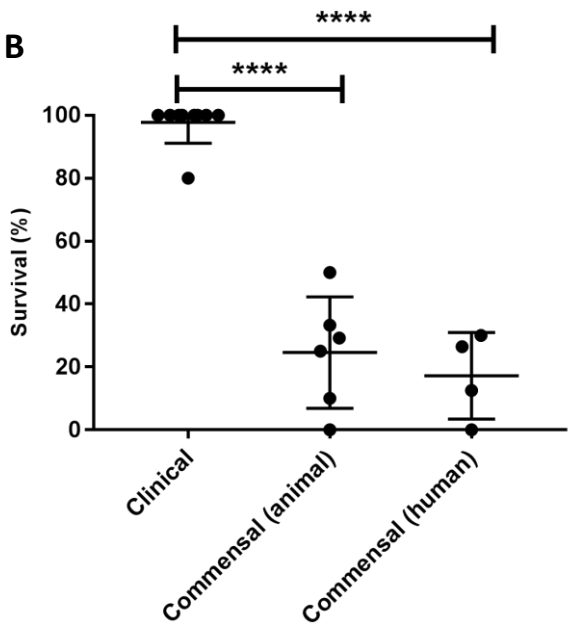 B
****
****
100
80
60
40
20
0
Survival (%)
Clinical
Commensal (animal)
Commensal (human)